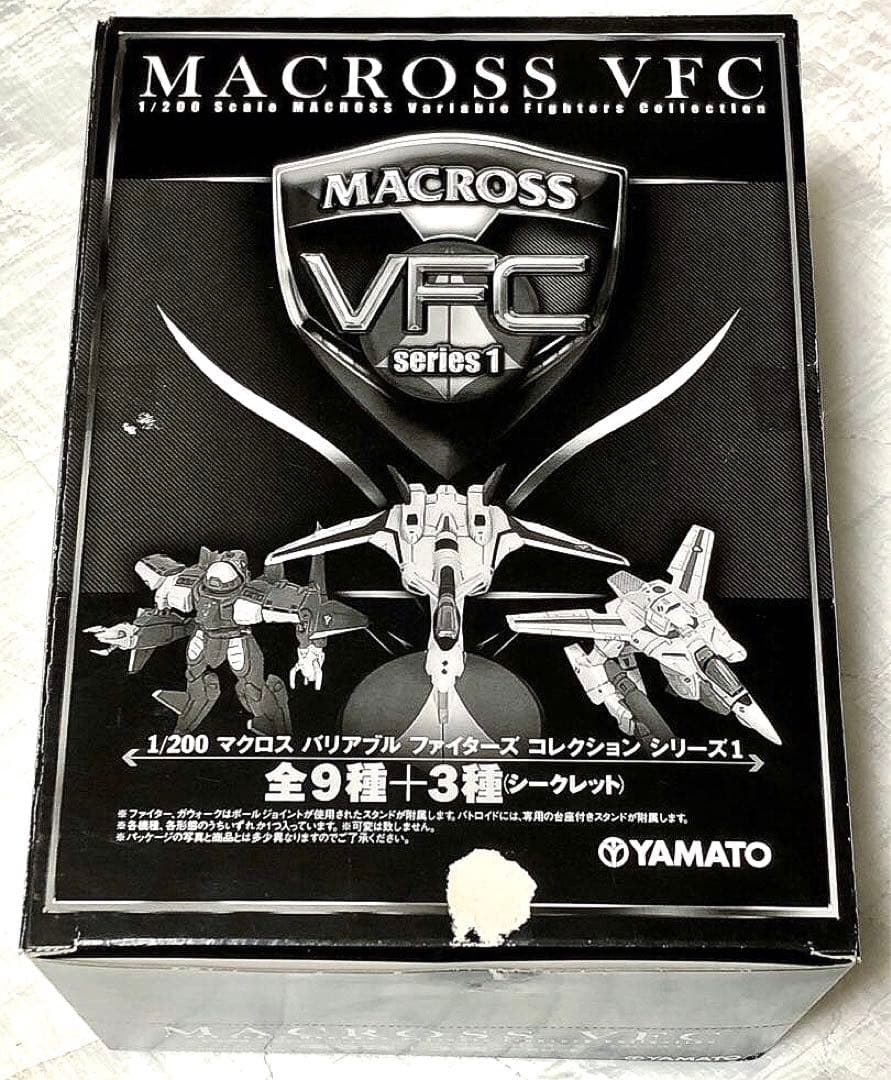 MACROSS VFC
1/200 Scale MACROSS Variable Fighters Collection
MACROSS
VFC
series 1
1/200 マクロス バリアブル ファイターズ コレクション シリーズ1
全9種+3種(シークレット)
※ファイター、ガウォークはボールジョイントが使用されたスタンドが附属します。バトロイドには、専用の台座付きスタンドが附属します。
※各機種、各形態のうちいずれか1つ入っています。※可変は致しません。
※パッケージの写真と商品とは多少異なりますのでご了承ください。
YAMATO
MACROSS VFC
YAMATO